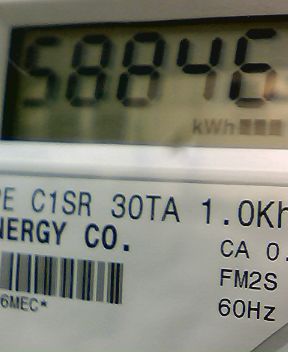 58846
kWh
PE C1SR 30TA 1.0Kh
NERGY CO.
CA 0.
FM2S
60Hz
6MEC*